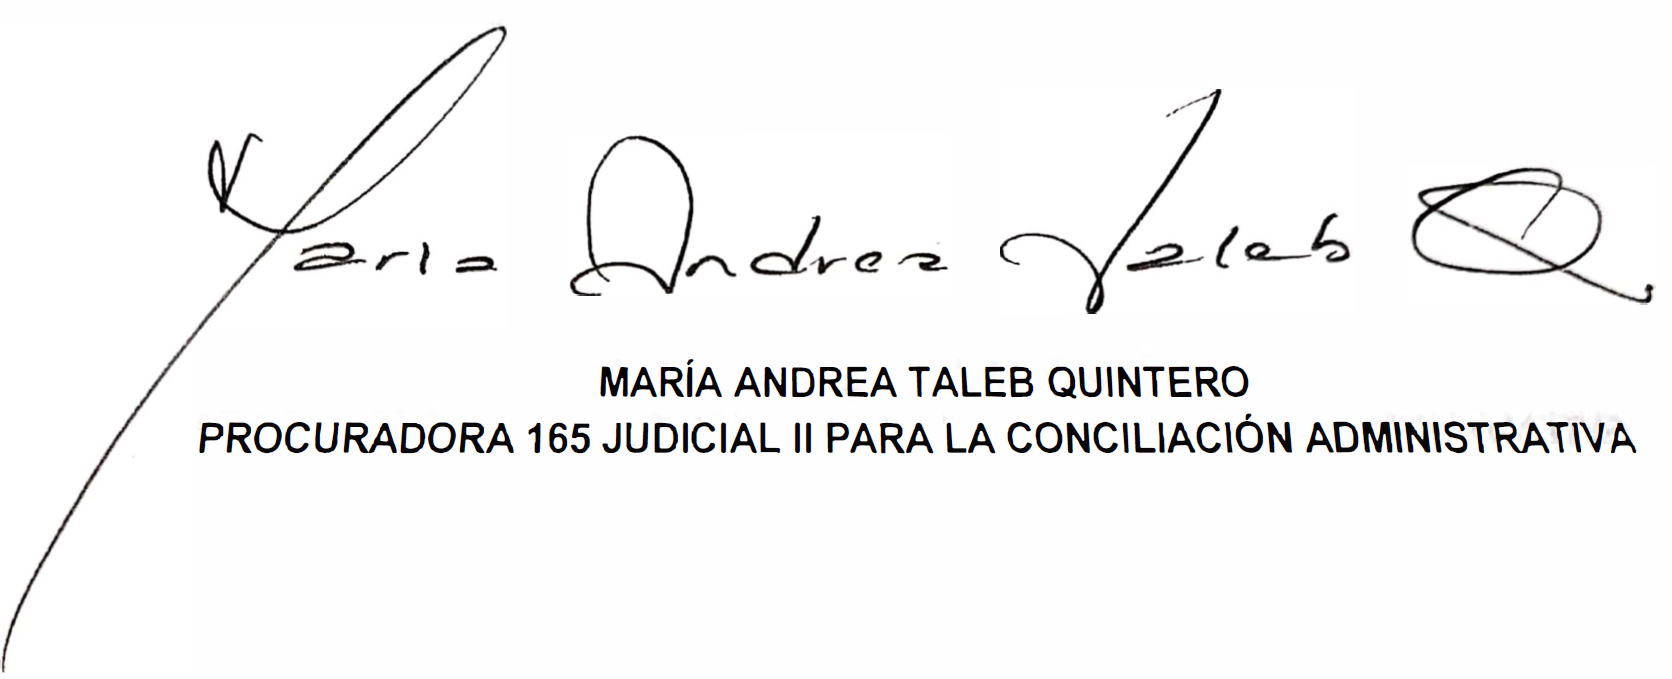 Maria Andrea Taleb Q
MARÍA ANDREA TALEB QUINTERO
PROCURADORA 165 JUDICIAL II PARA LA CONCILIACIÓN ADMINISTRATIVA